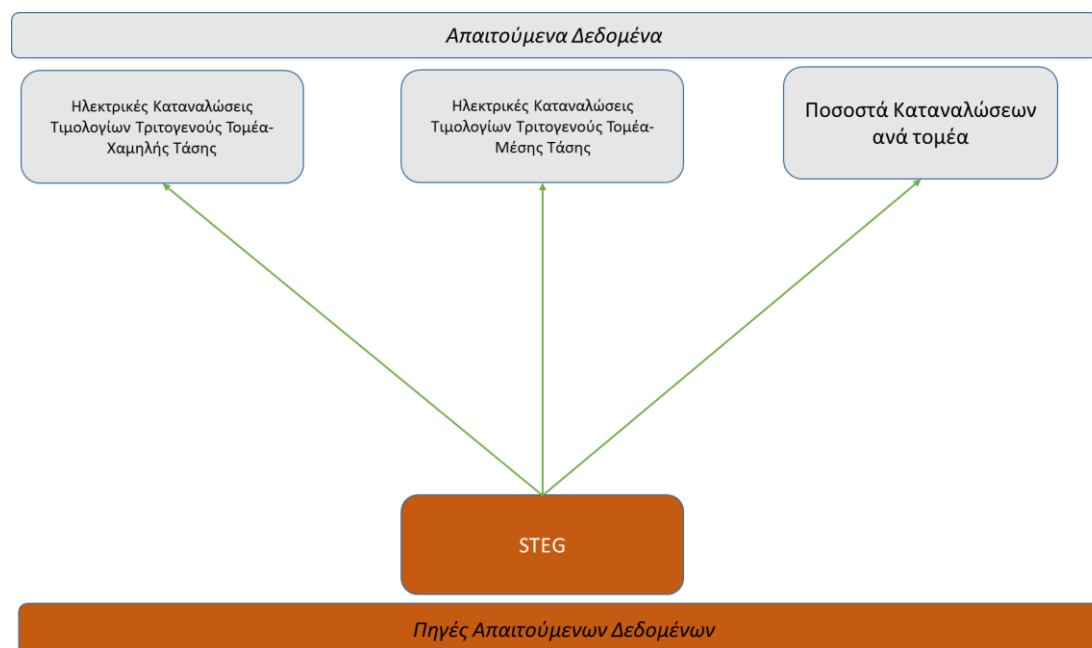 Απαιτούμενα Δεδομένα
Ηλεκτρικές Καταναλώσεις
Τιμολογίων Τριτογενούς Τομέα-
Χαμηλής Τάσης
Ηλεκτρικές Καταναλώσεις
Τιμολογίων Τριτογενούς Τομέα-
Μέσης Τάσης
Ποσοστά Καταναλώσεων
ανά τομέα
STEG
Πηγές Απαιτούμενων Δεδομένων